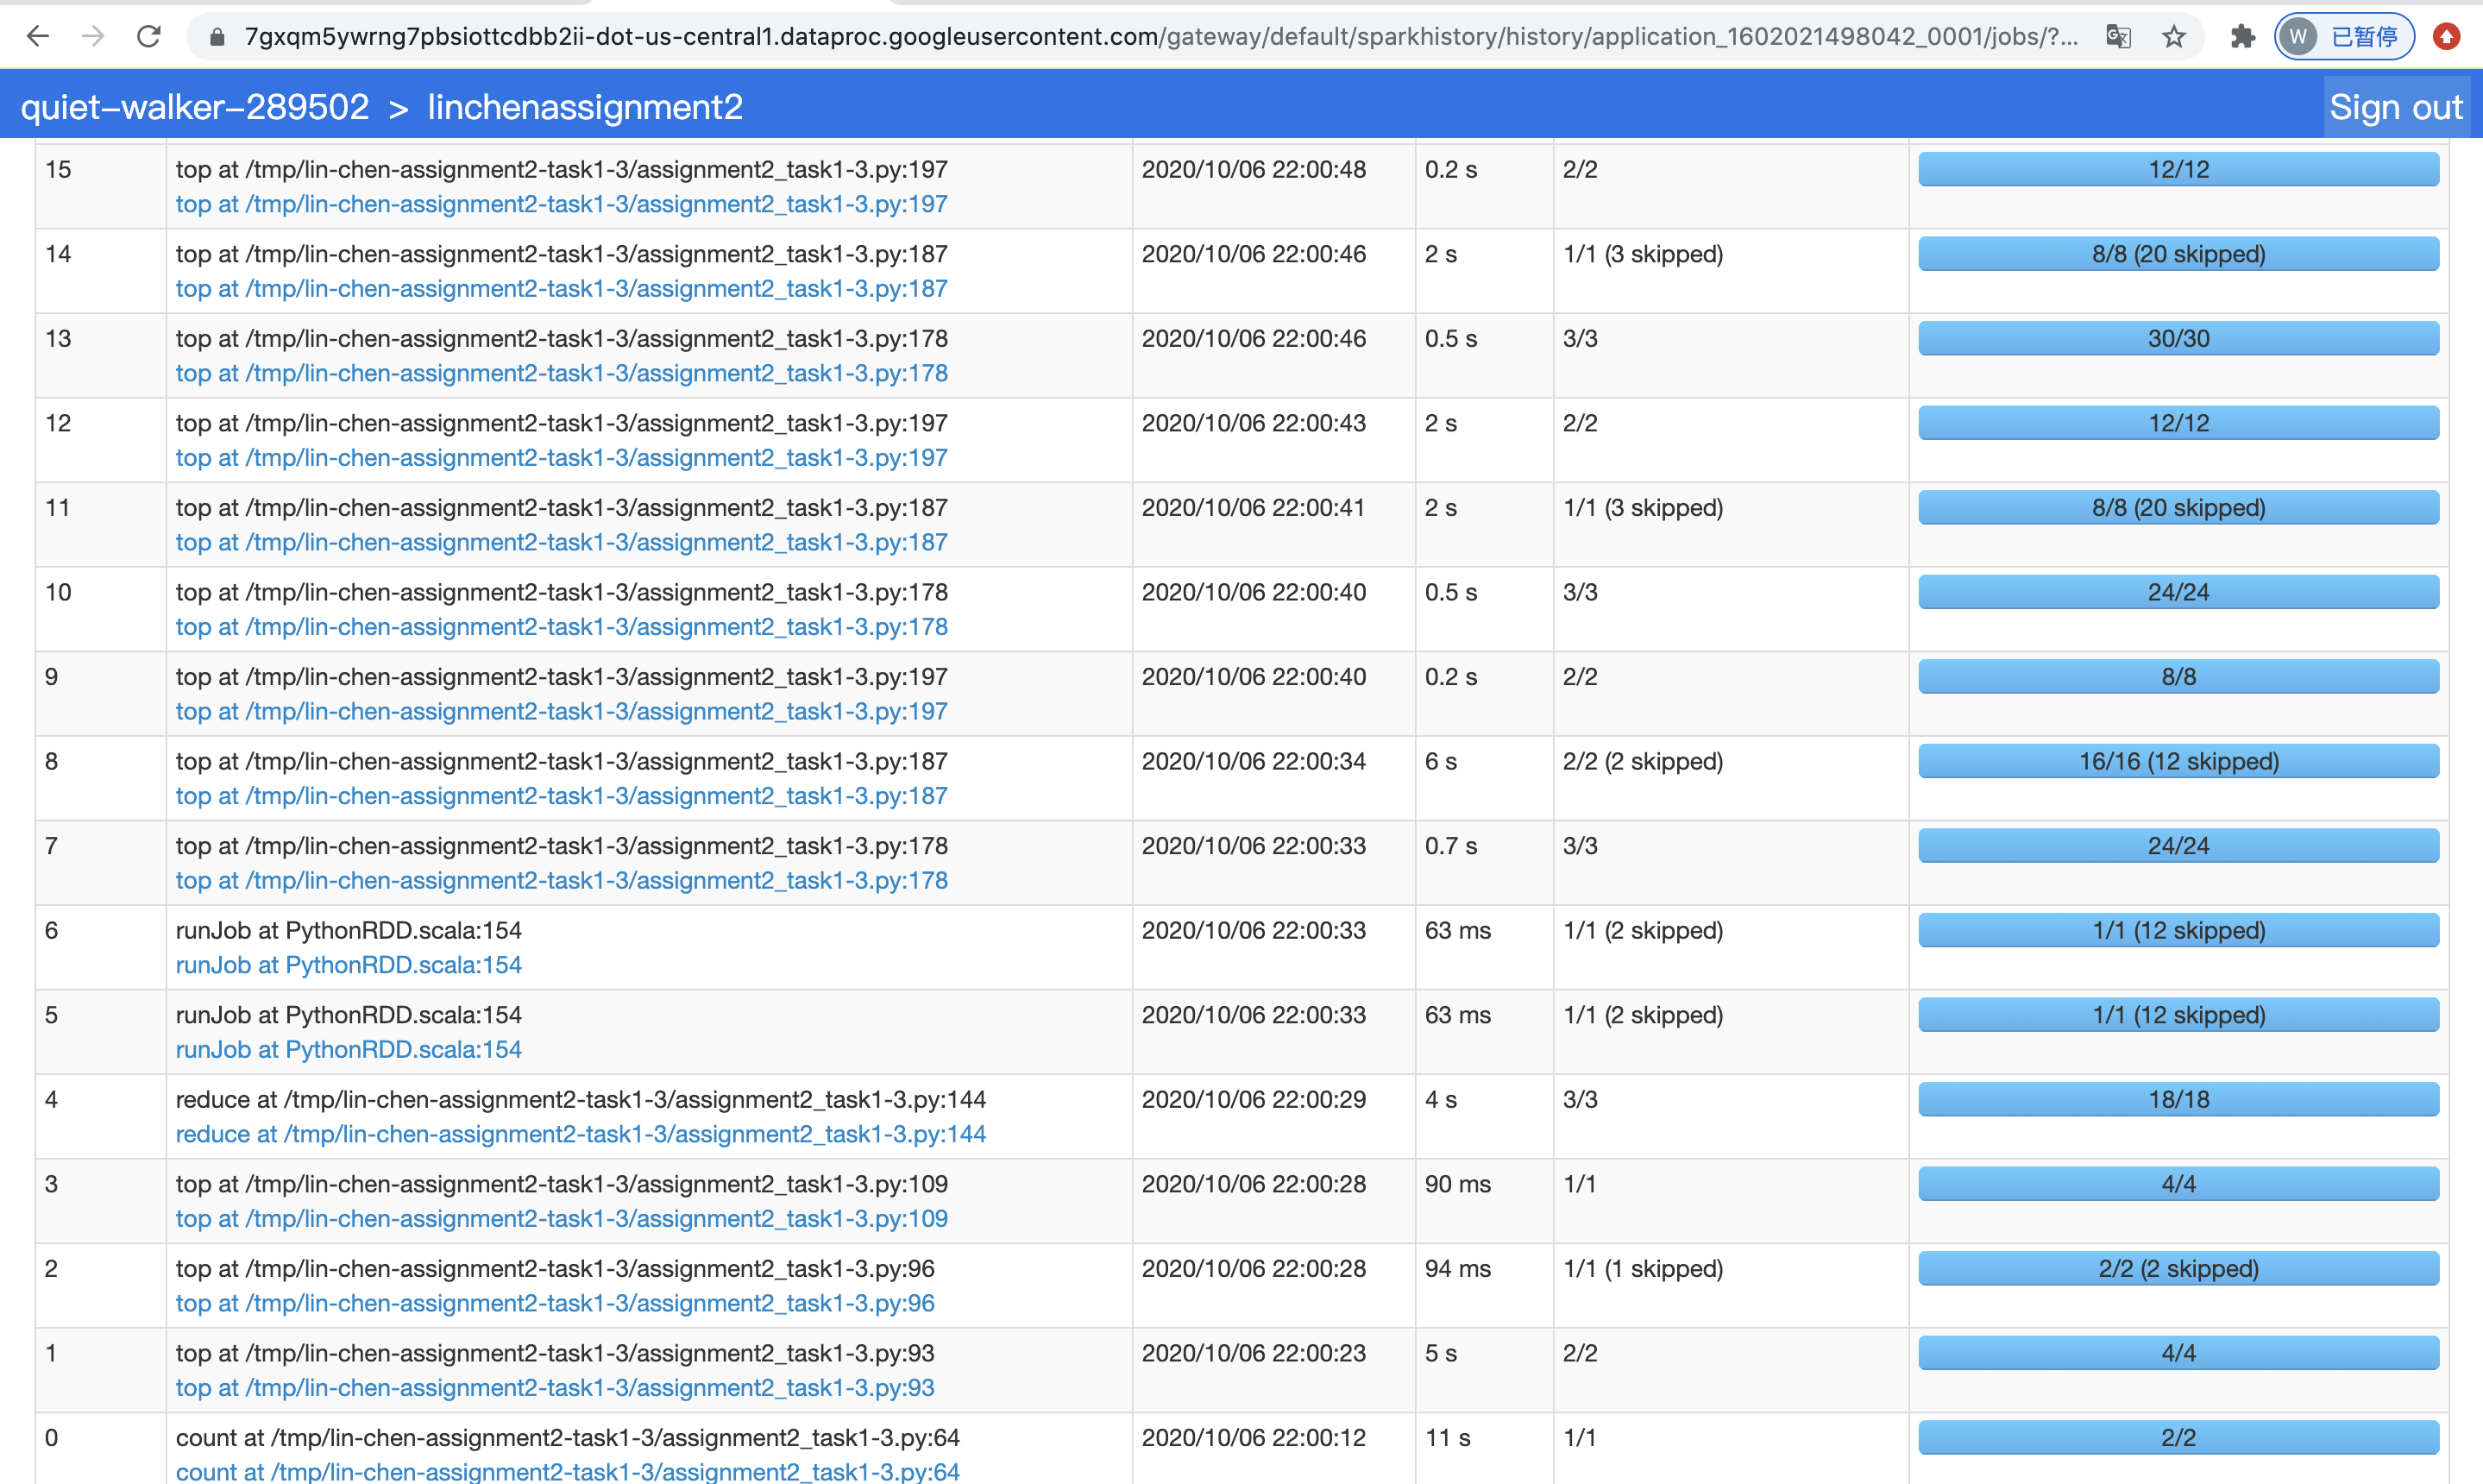 7gxqm5ywrng7pbsiottcdbb2ii-dot-us-central1.dataproc.googleusercontent.com/gateway/default/sparkhistory/history/application_1602021498042_0001/jobs/?... W 已暂停
quiet-walker-289502 > linchenassignment2 Sign out
15 top at /tmp/lin-chen-assignment2-task1-3/assignment2_task1-3.py:197 2020/10/06 22:00:48 0.2 s 2/2 12/12
top at /tmp/lin-chen-assignment2-task1-3/assignment2_task1-3.py:197
14 top at /tmp/lin-chen-assignment2-task1-3/assignment2_task1-3.py:187 2020/10/06 22:00:46 2 s 1/1 (3 skipped) 8/8 (20 skipped)
top at /tmp/lin-chen-assignment2-task1-3/assignment2_task1-3.py:187
13 top at /tmp/lin-chen-assignment2-task1-3/assignment2_task1-3.py:178 2020/10/06 22:00:46 0.5 s 3/3 30/30
top at /tmp/lin-chen-assignment2-task1-3/assignment2_task1-3.py:178
12 top at /tmp/lin-chen-assignment2-task1-3/assignment2_task1-3.py:197 2020/10/06 22:00:43 2 s 2/2 12/12
top at /tmp/lin-chen-assignment2-task1-3/assignment2_task1-3.py:197
11 top at /tmp/lin-chen-assignment2-task1-3/assignment2_task1-3.py:187 2020/10/06 22:00:41 2 s 1/1 (3 skipped) 8/8 (20 skipped)
top at /tmp/lin-chen-assignment2-task1-3/assignment2_task1-3.py:187
10 top at /tmp/lin-chen-assignment2-task1-3/assignment2_task1-3.py:178 2020/10/06 22:00:40 0.5 s 3/3 24/24
top at /tmp/lin-chen-assignment2-task1-3/assignment2_task1-3.py:178
9 top at /tmp/lin-chen-assignment2-task1-3/assignment2_task1-3.py:197 2020/10/06 22:00:40 0.2 s 2/2 8/8
top at /tmp/lin-chen-assignment2-task1-3/assignment2_task1-3.py:197
8 top at /tmp/lin-chen-assignment2-task1-3/assignment2_task1-3.py:187 2020/10/06 22:00:34 6 s 2/2 (2 skipped) 16/16 (12 skipped)
top at /tmp/lin-chen-assignment2-task1-3/assignment2_task1-3.py:187
7 top at /tmp/lin-chen-assignment2-task1-3/assignment2_task1-3.py:178 2020/10/06 22:00:33 0.7 s 3/3 24/24
top at /tmp/lin-chen-assignment2-task1-3/assignment2_task1-3.py:178
6 runJob at PythonRDD.scala:154 2020/10/06 22:00:33 63 ms 1/1 (2 skipped) 1/1 (12 skipped)
runJob at PythonRDD.scala:154
5 runJob at PythonRDD.scala:154 2020/10/06 22:00:33 63 ms 1/1 (2 skipped) 1/1 (12 skipped)
runJob at PythonRDD.scala:154
4 reduce at /tmp/lin-chen-assignment2-task1-3/assignment2_task1-3.py:144 2020/10/06 22:00:29 4 s 3/3 18/18
reduce at /tmp/lin-chen-assignment2-task1-3/assignment2_task1-3.py:144
3 top at /tmp/lin-chen-assignment2-task1-3/assignment2_task1-3.py:109 2020/10/06 22:00:28 90 ms 1/1 4/4
top at /tmp/lin-chen-assignment2-task1-3/assignment2_task1-3.py:109
2 top at /tmp/lin-chen-assignment2-task1-3/assignment2_task1-3.py:96 2020/10/06 22:00:28 94 ms 1/1 (1 skipped) 2/2 (2 skipped)
top at /tmp/lin-chen-assignment2-task1-3/assignment2_task1-3.py:96
1 top at /tmp/lin-chen-assignment2-task1-3/assignment2_task1-3.py:93 2020/10/06 22:00:23 5 s 2/2 4/4
top at /tmp/lin-chen-assignment2-task1-3/assignment2_task1-3.py:93
0 count at /tmp/lin-chen-assignment2-task1-3/assignment2_task1-3.py:64 2020/10/06 22:00:12 11 s 1/1 2/2
count at /tmp/lin-chen-assignment2-task1-3/assignment2_task1-3.py:64